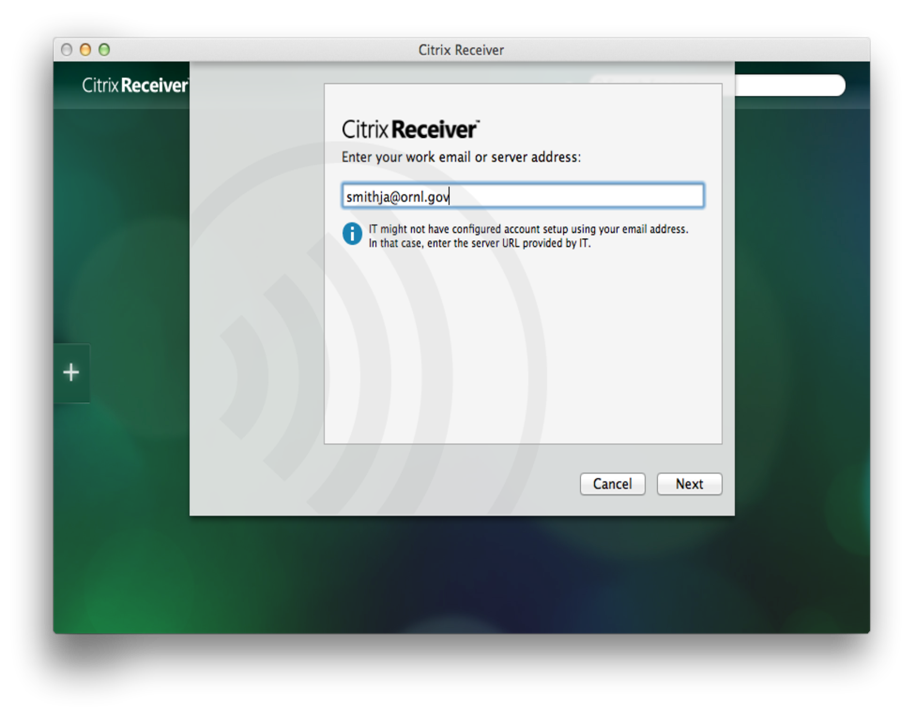 Citrix Receiver
Citrix Receiver
Citrix Receiver™
Enter your work email or server address:
smithja@ornl.gov
i
IT might not have configured account setup using your email address.
In that case, enter the server URL provided by IT.
+
Cancel
Next